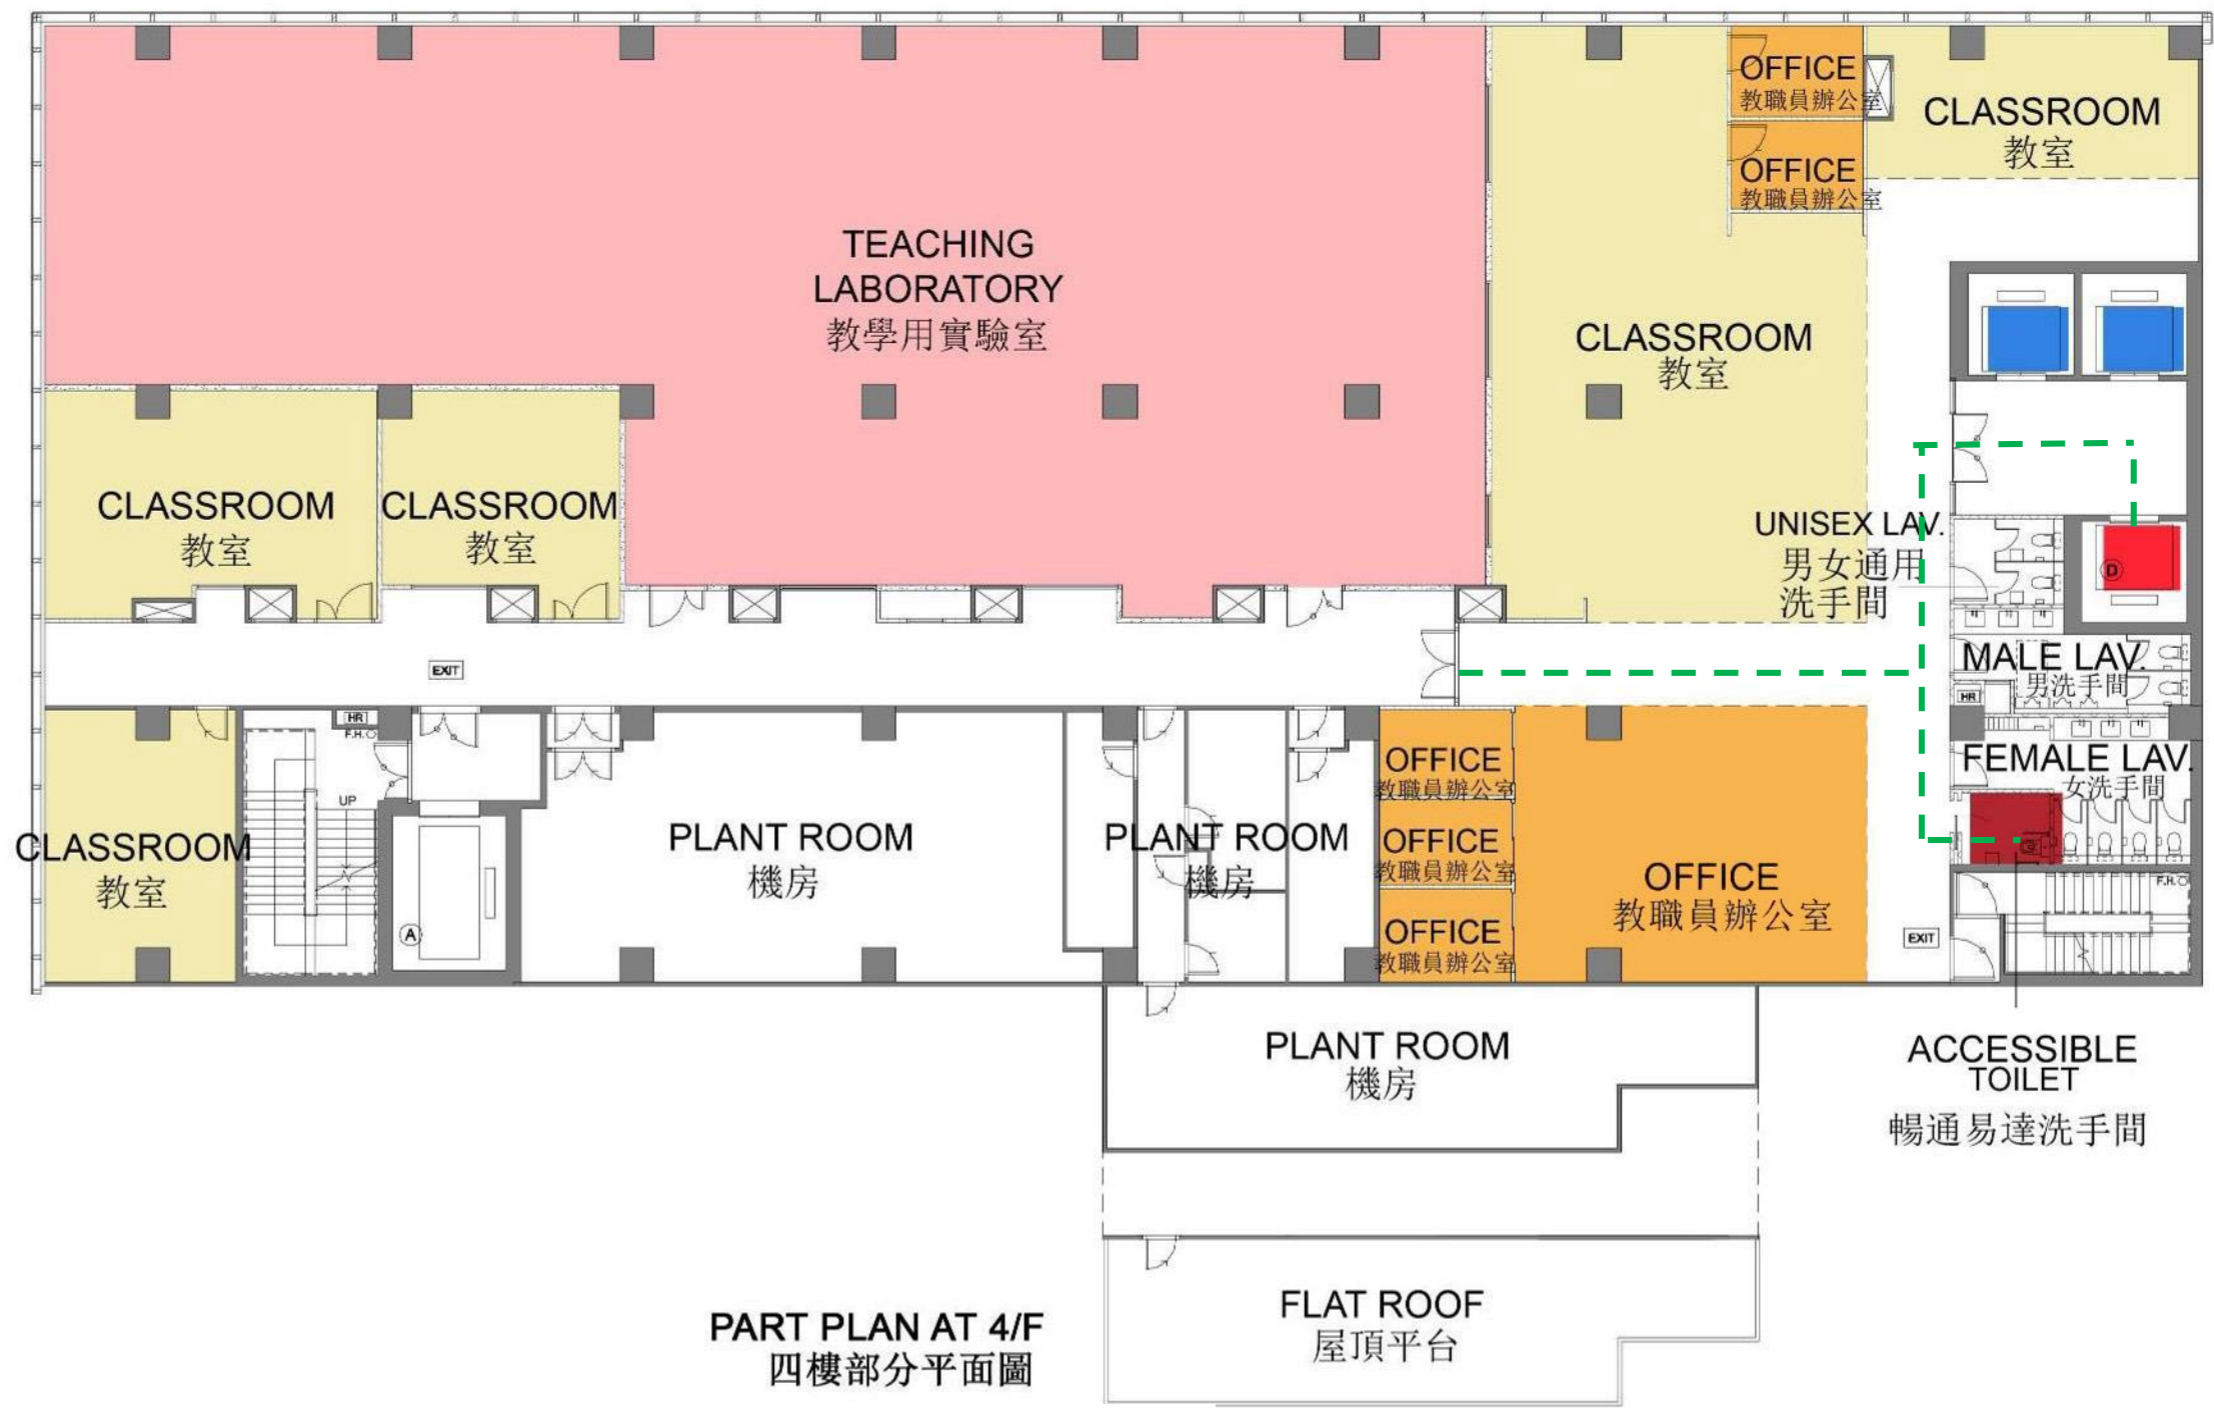 OFFICE
教職員辦公室
CLASSROOM
教室
OFFICE
教職員辦公室
TEACHING
LABORATORY
教學用實驗室
CLASSROOM
教室
CLASSROOM
教室
CLASSROOM
教室
UNISEX LAV.
男女通用
洗手間
D
EXIT
MALE LAV.
男洗手間
HR
HR
F.H.
UP
OFFICE
教職員辦公室
FEMALE LAV.
女洗手間
CLASSROOM
教室
PLANT ROOM
機房
PLANT ROOM
機房
OFFICE
教職員辦公室
OFFICE
教職員辦公室
F.H.
A
OFFICE
教職員辦公室
EXIT
PLANT ROOM
機房
ACCESSIBLE
TOILET
暢通易達洗手間
FLAT ROOF
屋頂平台
PART PLAN AT 4/F
四樓部分平面圖